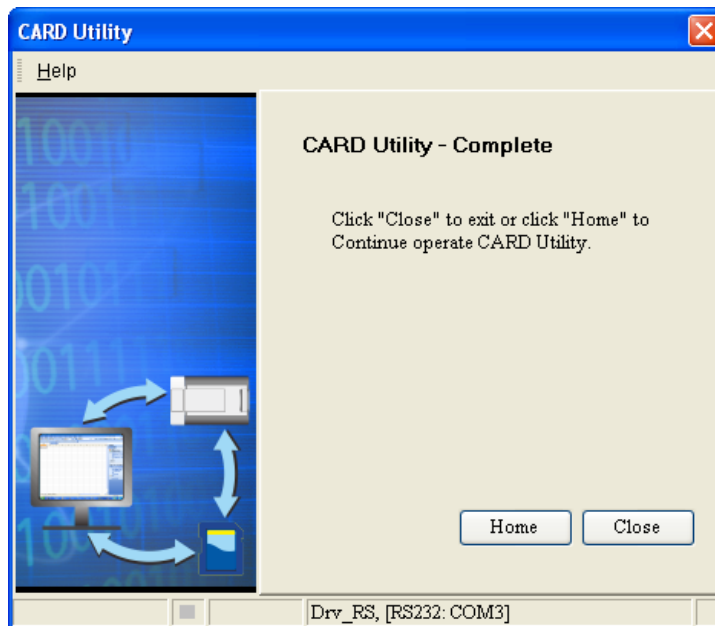 CARD Utility
Help
CARD Utility - Complete
Click "Close" to exit or click "Home" to
Continue operate CARD Utility.
Home Close
Drv_RS, [RS232: COM3]